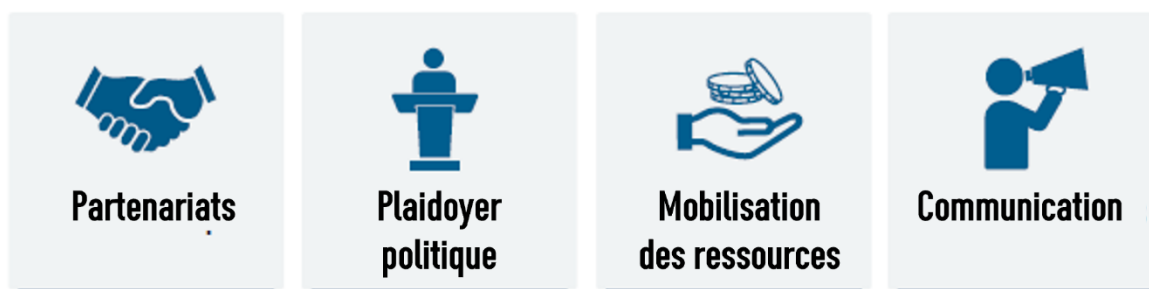 Partenariats
Plaidoyer
politique
Mobilisation
des ressources
Communication